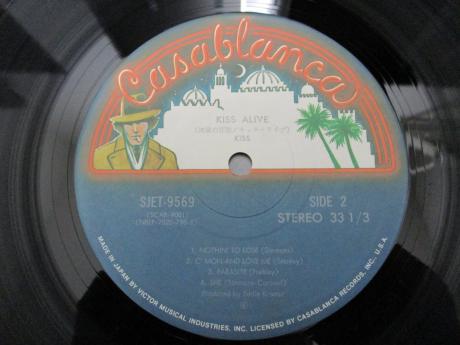 Casablanca
KISS ALIVE
KISS
SJET-9569
SIDE 2
STEREO 33 1/3
1. NOTHIN' TO LOSE (Simmons)
2. C' MON AND LOVE ME (Stanley)
3. PARASITE (Frehley)
4. SHE (Simmons-Coronel)
Produced by Eddie Kramer
MADE IN JAPAN BY VICTOR MUSICAL INDUSTRIES, INC. LICENSED BY CASABLANCA RECORDS, INC., U.S.A.